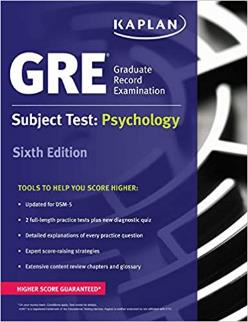 KAPLAN
GRE®
Graduate
Record
Examination
Subject Test: Psychology
Sixth Edition
TOOLS TO HELP YOU SCORE HIGHER:
• Updated for DSM-5
• 2 full-length practice tests plus new diagnostic quiz
• Detailed explanations of every practice question
• Expert score-raising strategies
• Extensive content review chapters and glossary
HIGHER SCORE GUARANTEED*